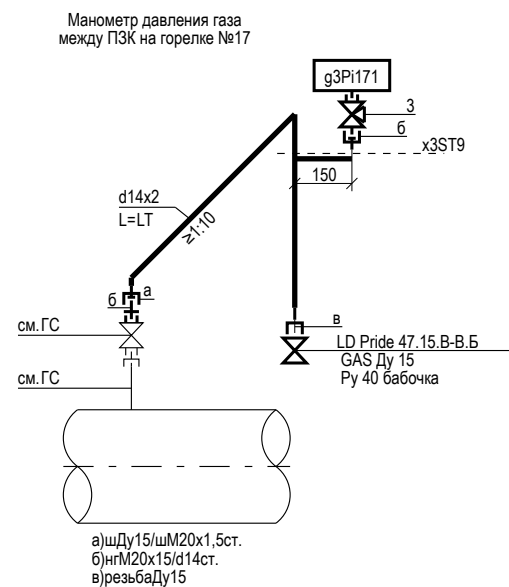 Манометр давления газа
между ПЗК на горелке №17
g3Pi171
3
б
x3ST9
150
d14x2
L=LT
≥1:10
а
б
см.ГС
в
LD Pride 47.15.В-В.Б
GAS Ду 15
Ру 40 бабочка
см.ГС
а)шДу15/шМ20х1,5ст.
б)нгМ20х15/d14ст.
в)резьбаДу15